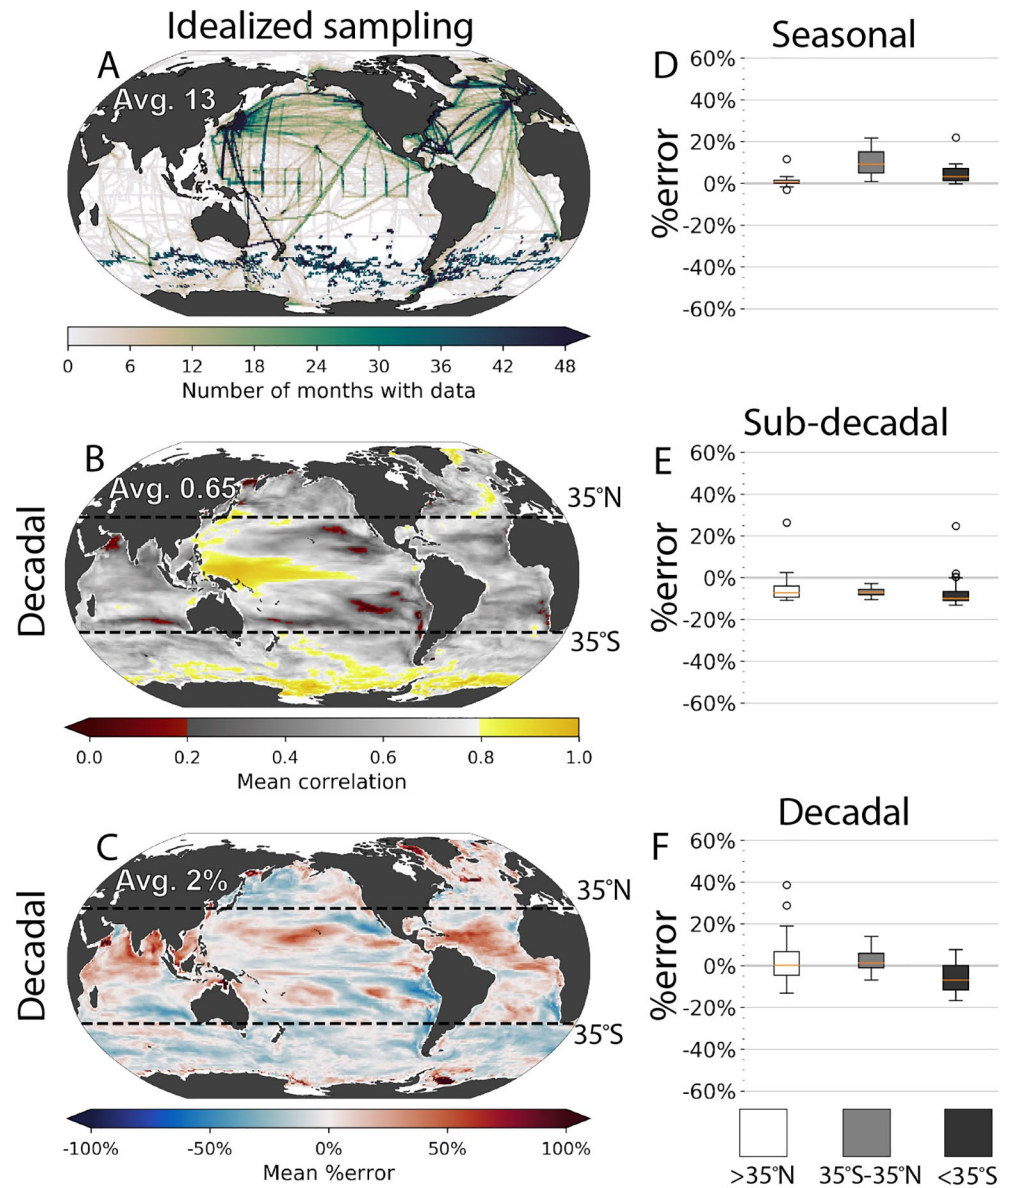 Idealized sampling
A
Avg. 13
0 6 12 18 24 30 36 42 48
Number of months with data
D
Seasonal
60%
40%
20%
0%
-20%
-40%
-60%
%error
Decadal
B
Avg. 0.65
35°N
35°S
0.0 0.2 0.4 0.6 0.8 1.0
Mean correlation
E
Sub-decadal
60%
40%
20%
0%
-20%
-40%
-60%
%error
Decadal
C
Avg. 2%
35°N
35°S
-100% -50% 0% 50% 100%
Mean %error
F
Decadal
60%
40%
20%
0%
-20%
-40%
-60%
%error
>35°N 35°S-35°N <35°S